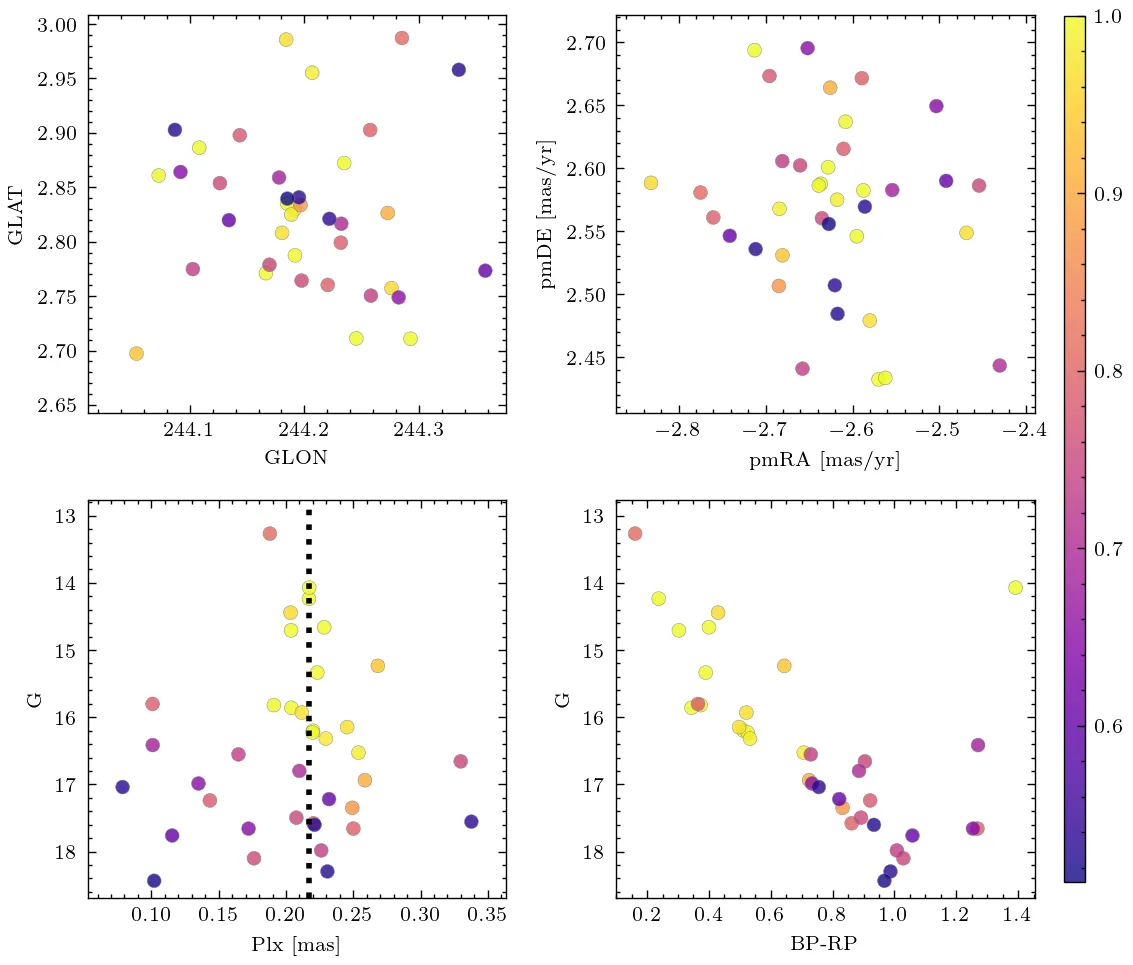 3.00
2.95
2.90
2.85
2.80
2.75
2.70
2.65
GLAT
244.1 244.2 244.3
GLON
2.70
2.65
2.60
2.55
2.50
2.45
pmDE [mas/yr]
−2.8 −2.7 −2.6 −2.5 −2.4
pmRA [mas/yr]
1.0
0.9
0.8
0.7
0.6
13
14
15
16
17
18
G
0.10 0.15 0.20 0.25 0.30 0.35
Plx [mas]
13
14
15
16
17
18
G
0.2 0.4 0.6 0.8 1.0 1.2 1.4
BP-RP